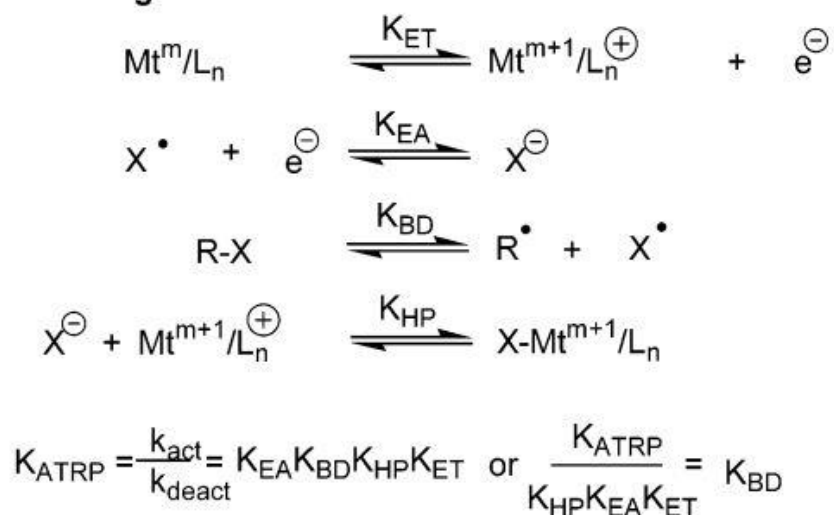 K_ET
Mt^m/L_n ⇌ Mt^{m+1}/L_n^⊕ + e^⊖
K_EA
X• + e^⊖ ⇌ X^⊖
K_BD
R-X ⇌ R• + X•
K_HP
X^⊖ + Mt^{m+1}/L_n^⊕ ⇌ X-Mt^{m+1}/L_n
K_ATRP = k_act/k_deact = K_EA K_BD K_HP K_ET or K_ATRP/(K_HP K_EA K_ET) = K_BD